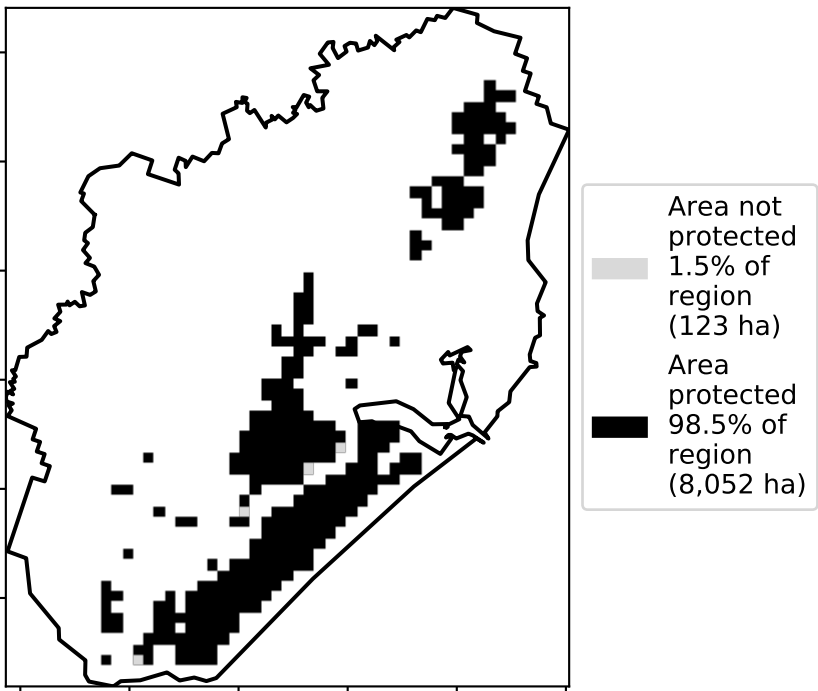 Area not
protected
1.5% of
region
(123 ha)
Area
protected
98.5% of
region
(8,052 ha)